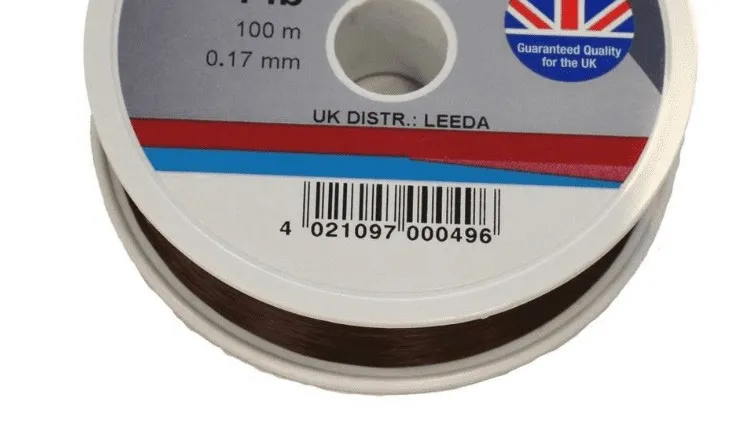 100 m
0.17 mm
Guaranteed Quality
for the UK
UK DISTR.: LEEDA
4 021097 000496